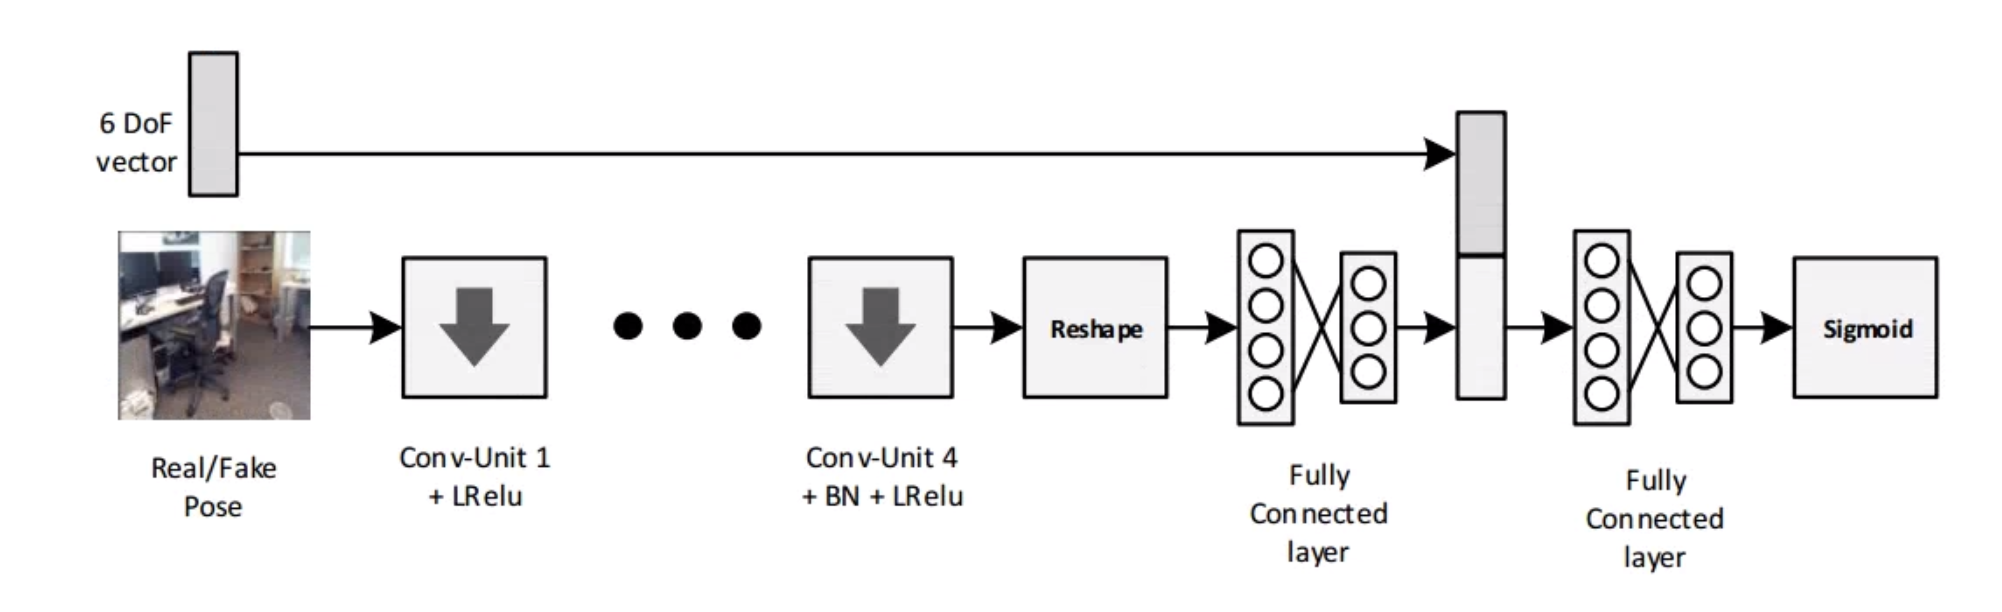 6 DoF
vector
Reshape
Sigmoid
Real/Fake
Pose
Conv-Unit 1
+ LRelu
Conv-Unit 4
+ BN + LRelu
Fully
Connected
layer
Fully
Connected
layer